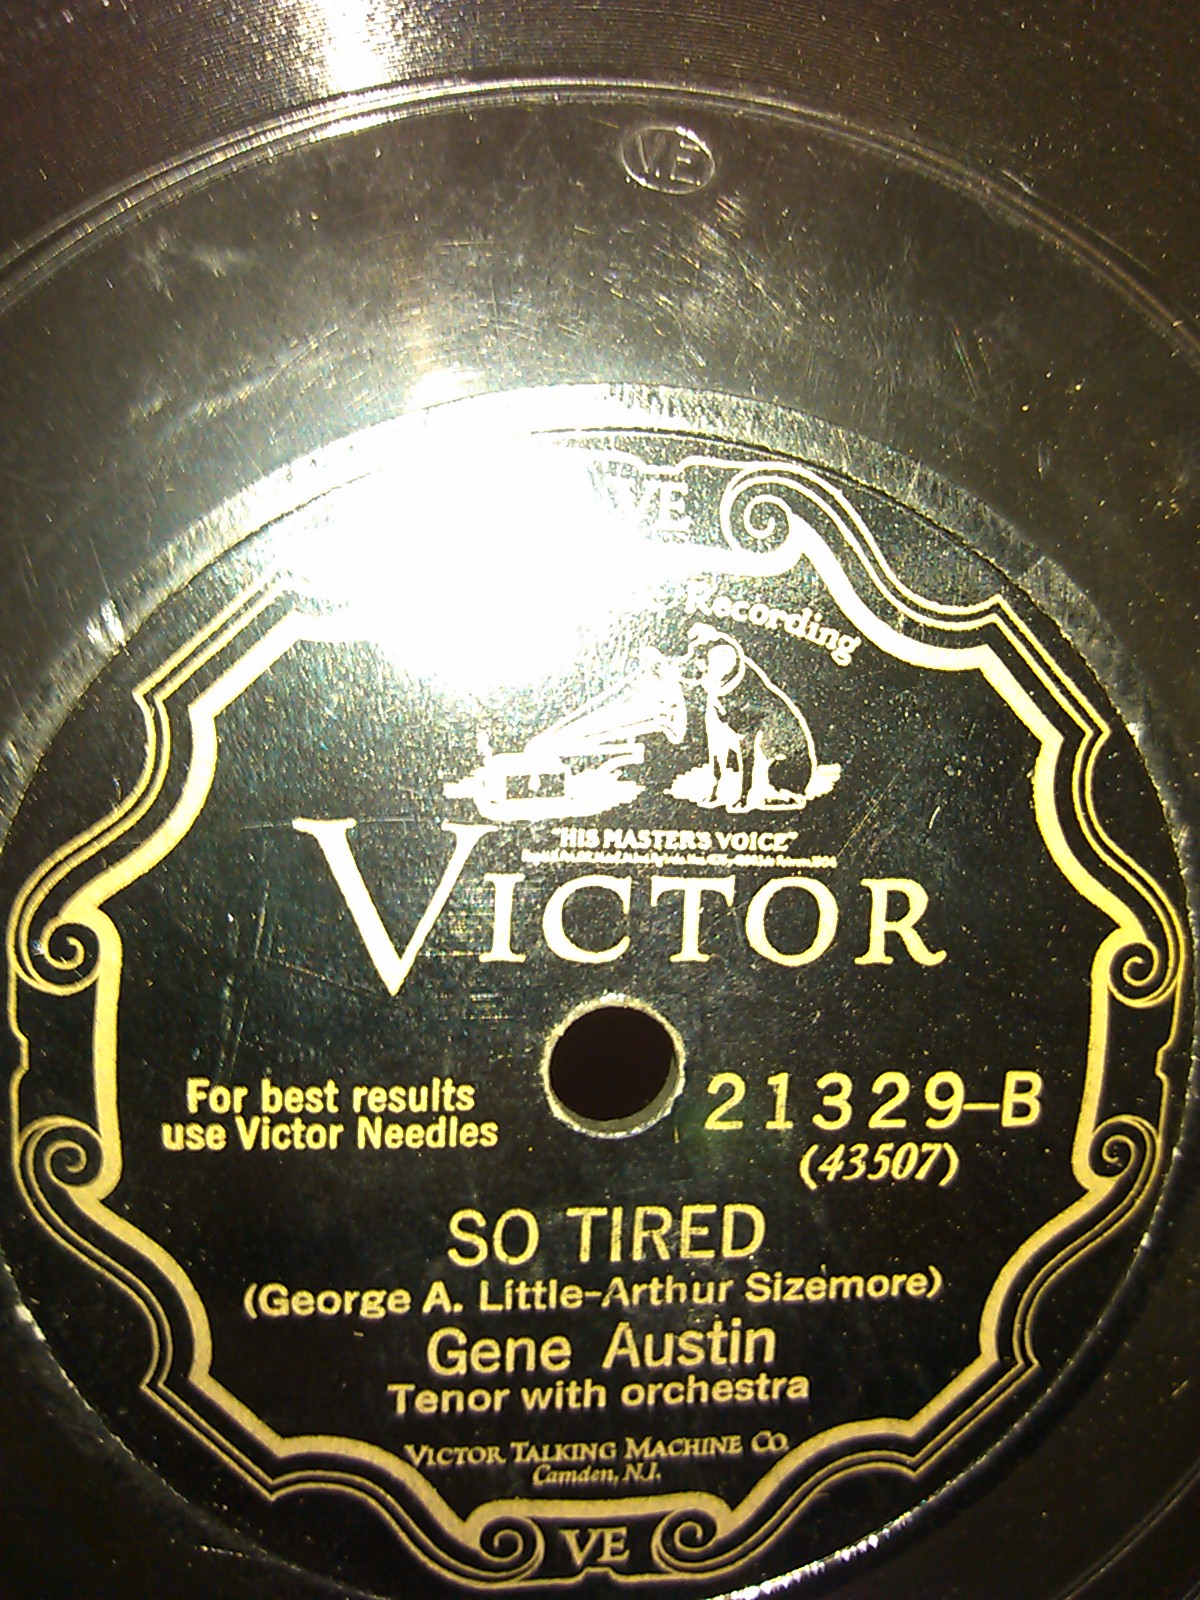 VE
VE
Recording
"HIS MASTER'S VOICE"
VICTOR
For best results
use Victor Needles
21329-B
(43507)
SO TIRED
(George A. Little-Arthur Sizemore)
Gene Austin
Tenor with orchestra
VICTOR TALKING MACHINE CO.
Camden, N.J.
VE